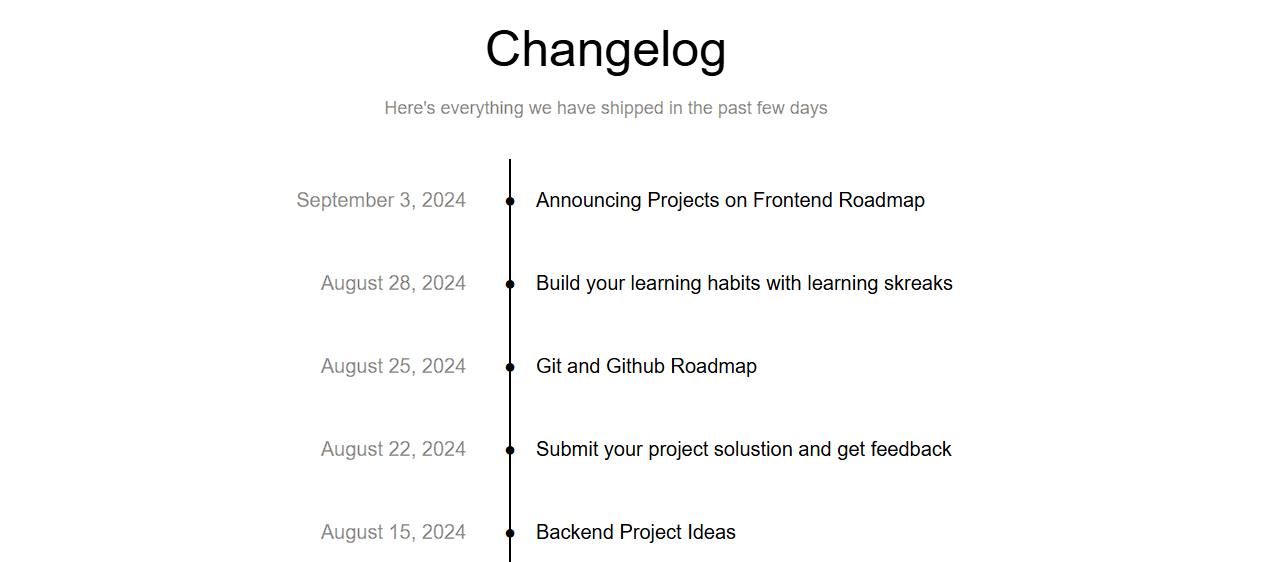 Changelog
Here's everything we have shipped in the past few days
September 3, 2024 Announcing Projects on Frontend Roadmap
August 28, 2024 Build your learning habits with learning skreaks
August 25, 2024 Git and Github Roadmap
August 22, 2024 Submit your project solustion and get feedback
August 15, 2024 Backend Project Ideas